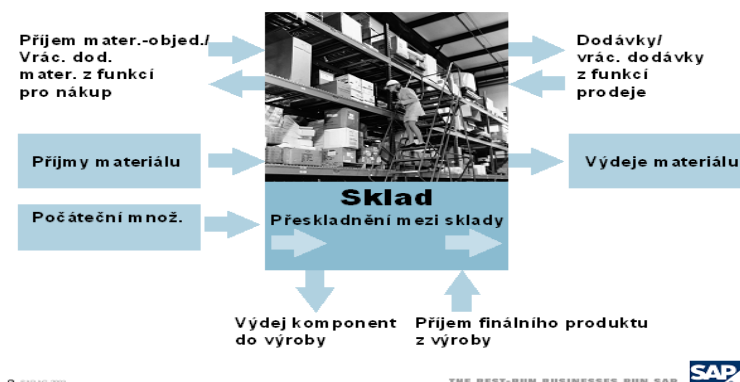 Příjem mater.-objed./
Vrác. dod.
mater. z funkcí
pro nákup
Dodávky/
vrác. dodávky
z funkcí
prodeje
Příjmy materiálu
Výdeje materiálu
Sklad
Počáteční množ.
Přeskladnění mezi sklady
Výdej komponent
do výroby
Příjem finálního produktu
z výroby
THE BEST-RUN BUSINESSES RUN SAP
SAP